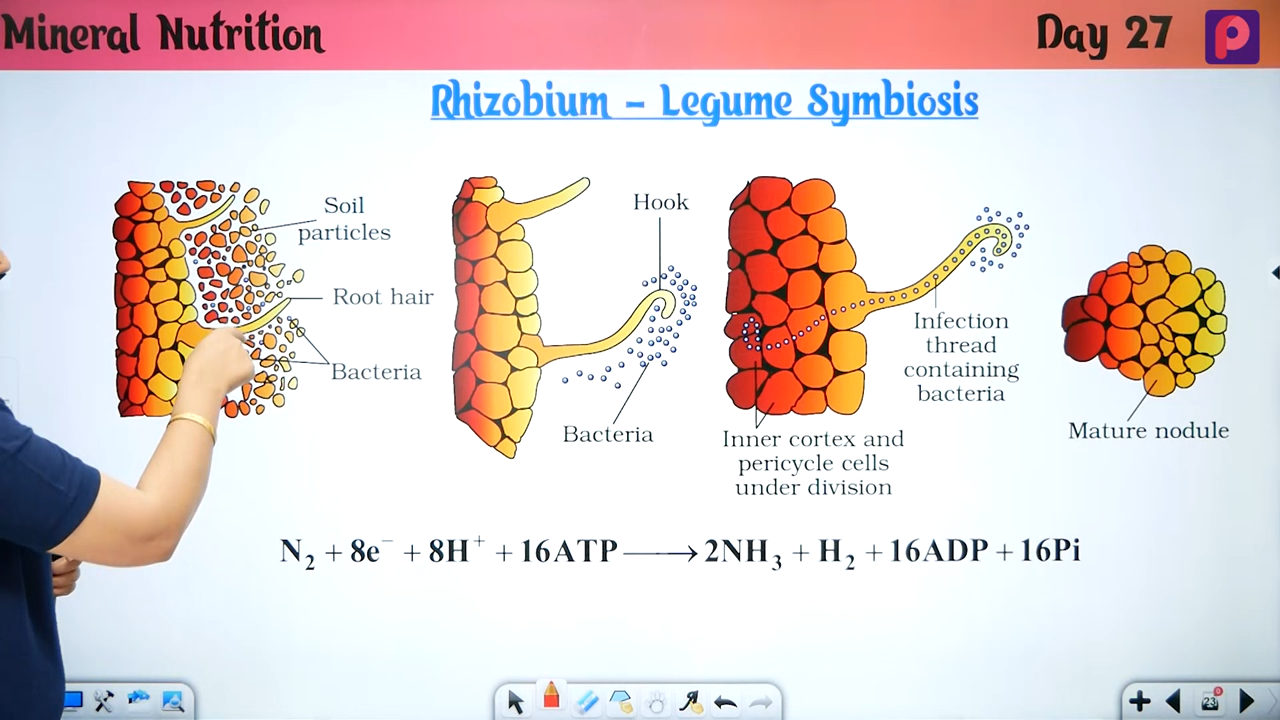 Mineral Nutrition
Day 27
Rhizobium – Legume Symbiosis
Soil
particles
Root hair
Bacteria
Hook
Bacteria
Infection
thread
containing
bacteria
Inner cortex and
pericycle cells
under division
Mature nodule
N₂ + 8e⁻ + 8H⁺ + 16ATP ⟶ 2NH₃ + H₂ + 16ADP + 16Pi
23